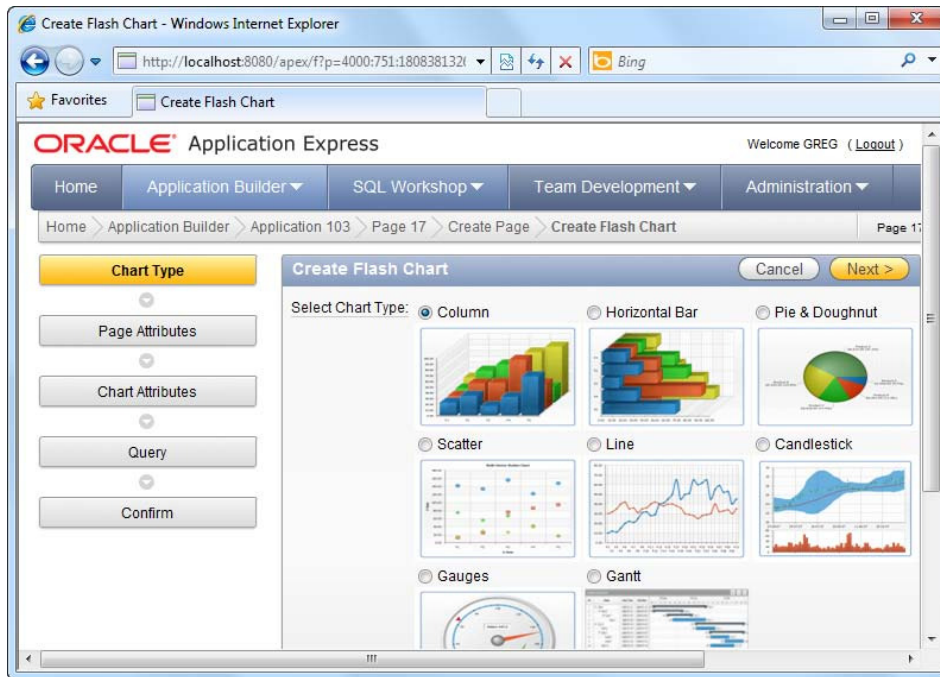 Create Flash Chart - Windows Internet Explorer
http://localhost:8080/apex/f?p=4000:751:180838132(
Bing
Favorites
Create Flash Chart
ORACLE Application Express
Welcome GREG ( Logout )
Home Application Builder SQL Workshop Team Development Administration
Home Application Builder Application 103 Page 17 Create Page Create Flash Chart Page 17
Chart Type
Page Attributes
Chart Attributes
Query
Confirm
Create Flash Chart Cancel Next >
Select Chart Type: Column Horizontal Bar Pie & Doughnut
Scatter Line Candlestick
Gauges Gantt